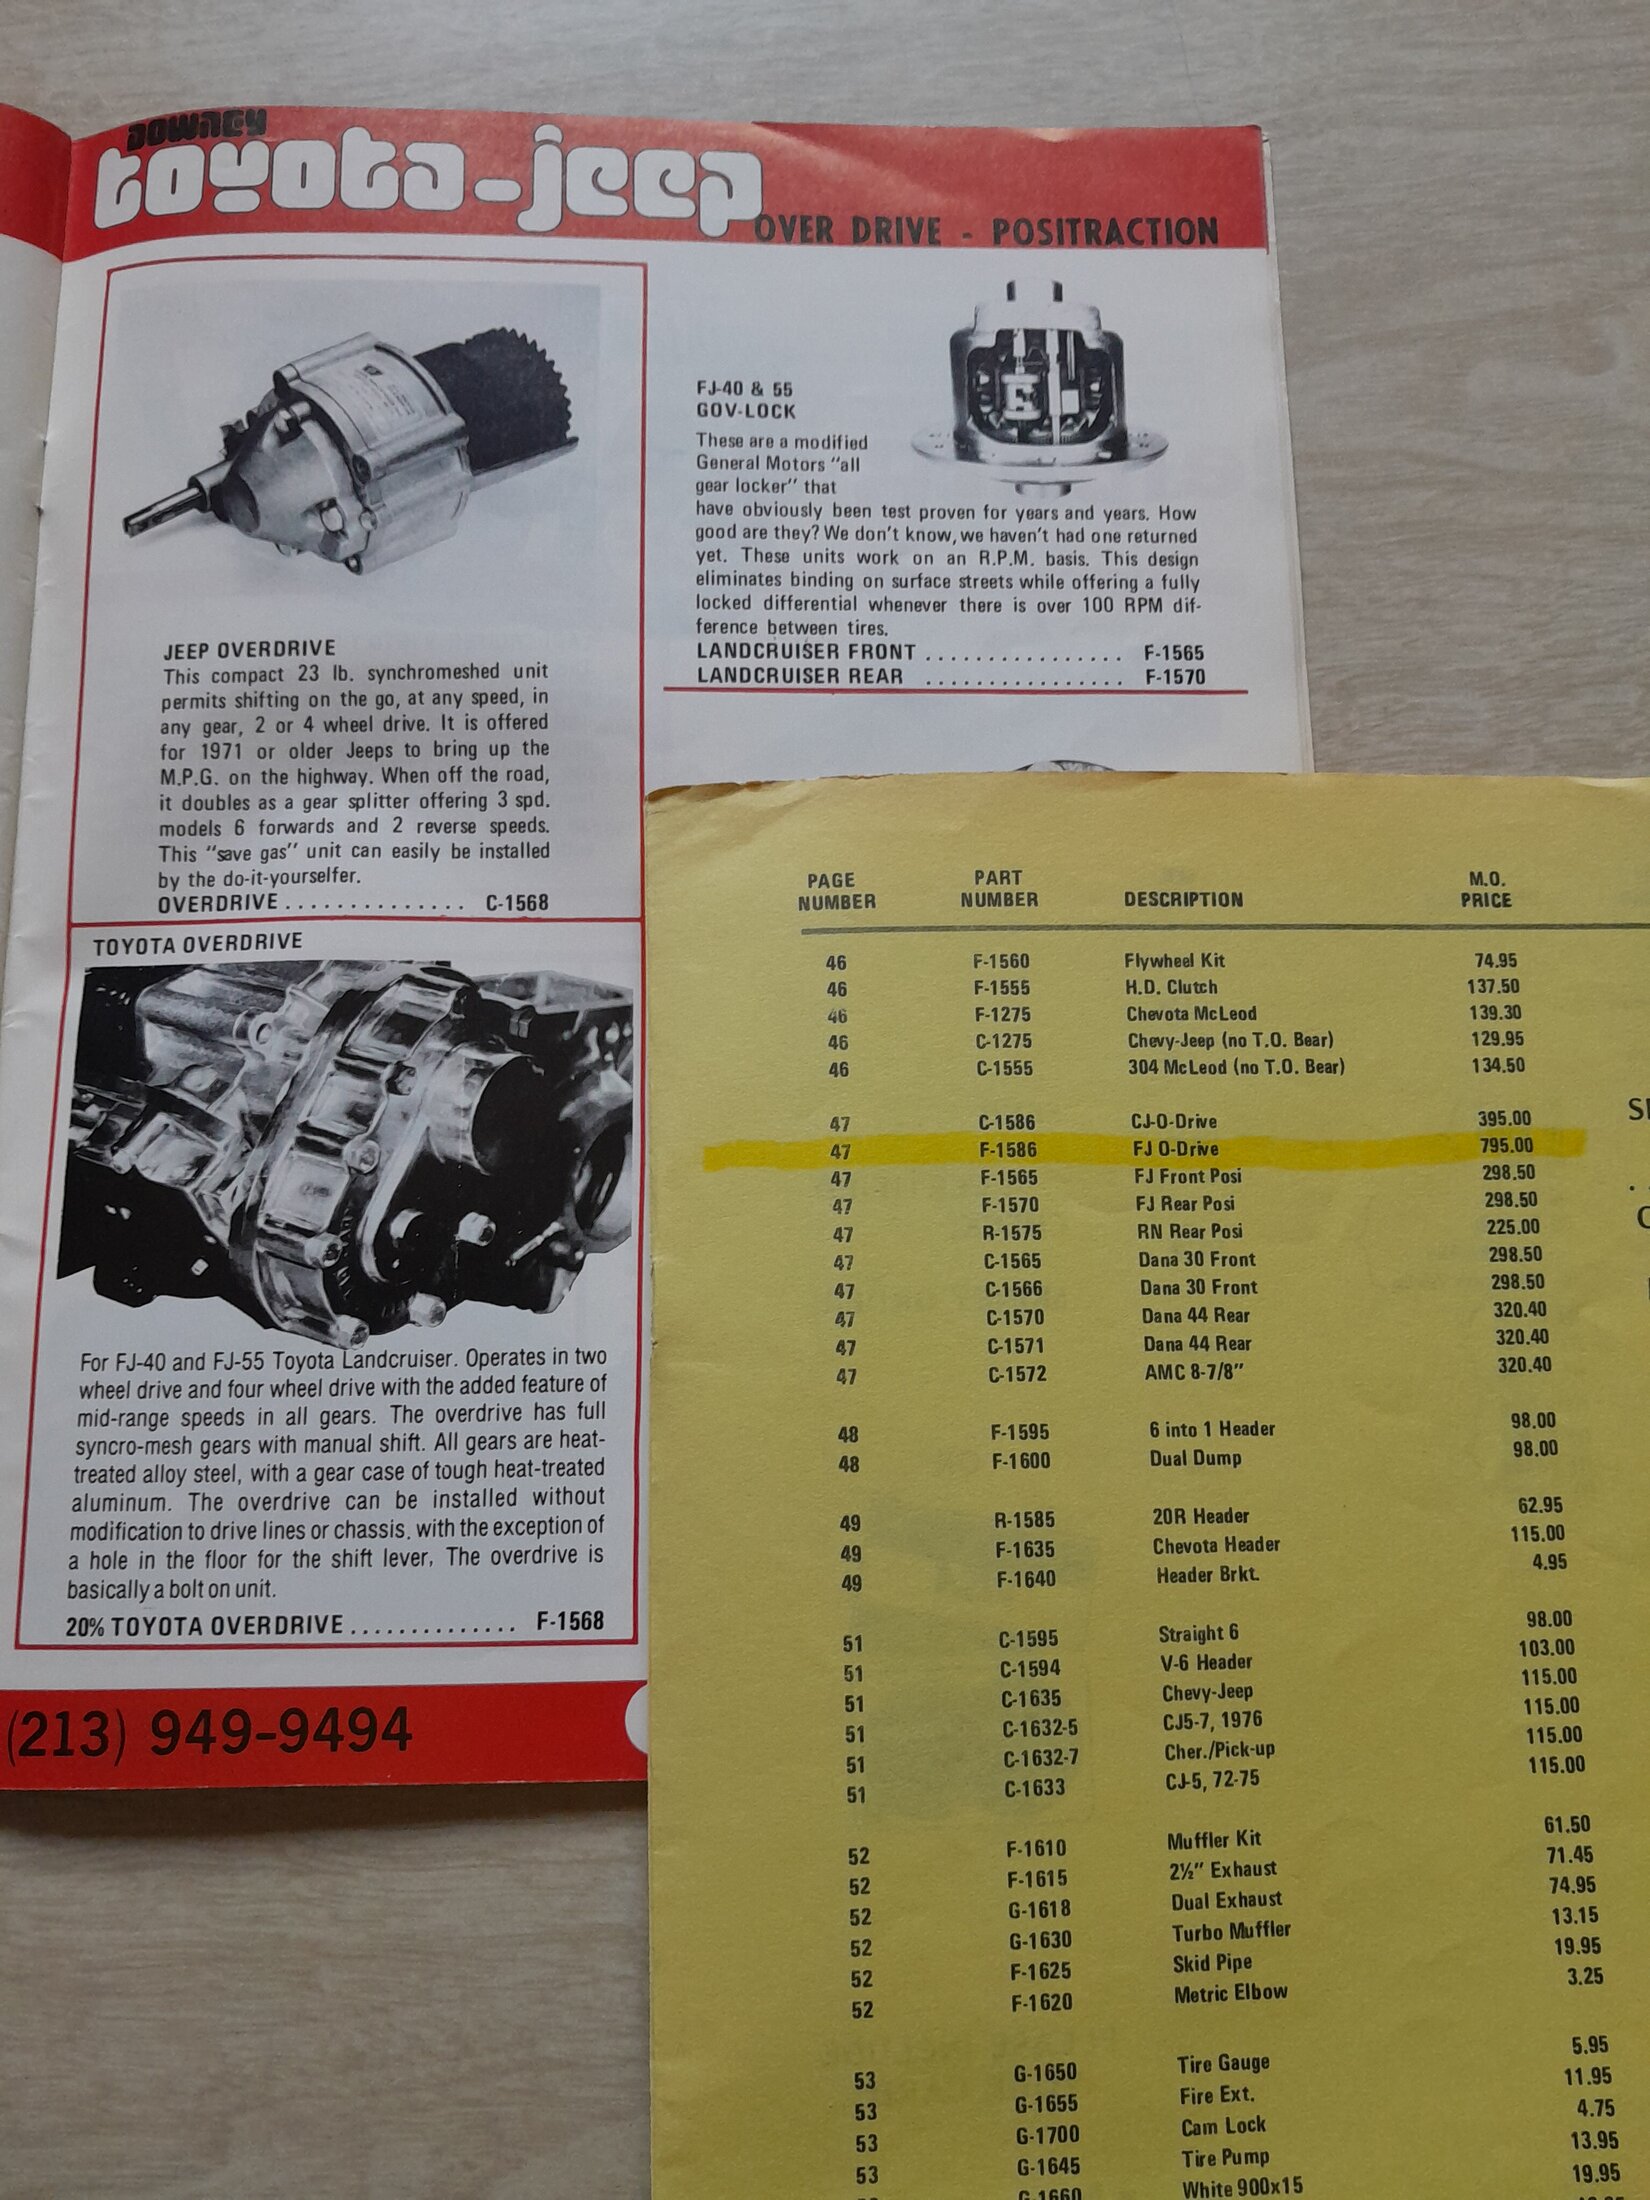 DOWNEY
toyota-jeep
OVER DRIVE - POSITRACTION
JEEP OVERDRIVE
This compact 23 lb. synchromeshed unit
permits shifting on the go, at any speed, in
any gear, 2 or 4 wheel drive. It is offered
for 1971 or older Jeeps to bring up the
M.P.G. on the highway. When off the road,
it doubles as a gear splitter offering 3 spd.
models 6 forwards and 2 reverse speeds.
This "save gas" unit can easily be installed
by the do-it-yourselfer.
OVERDRIVE .............. C-1568
TOYOTA OVERDRIVE
For FJ-40 and FJ-55 Toyota Landcruiser. Operates in two
wheel drive and four wheel drive with the added feature of
mid-range speeds in all gears. The overdrive has full
syncro-mesh gears with manual shift. All gears are heat-
treated alloy steel, with a gear case of tough heat-treated
aluminum. The overdrive can be installed without
modification to drive lines or chassis, with the exception of
a hole in the floor for the shift lever, The overdrive is
basically a bolt on unit.
20% TOYOTA OVERDRIVE .............. F-1568
(213) 949-9494
FJ-40 & 55
GOV-LOCK
These are a modified
General Motors "all
gear locker" that
have obviously been test proven for years and years. How
good are they? We don't know, we haven't had one returned
yet. These units work on an R.P.M. basis. This design
eliminates binding on surface streets while offering a fully
locked differential whenever there is over 100 RPM dif-
ference between tires.
LANDCRUISER FRONT ................ F-1565
LANDCRUISER REAR ................ F-1570
PAGE NUMBER PART NUMBER DESCRIPTION M.O. PRICE
46 F-1560 Flywheel Kit 74.95
46 F-1555 H.D. Clutch 137.50
46 F-1275 Chevota McLeod 139.30
46 C-1275 Chevy-Jeep (no T.O. Bear) 129.95
46 C-1555 304 McLeod (no T.O. Bear) 134.50
47 C-1586 CJ-O-Drive 395.00
47 F-1586 FJ O-Drive 795.00
47 F-1565 FJ Front Posi 298.50
47 F-1570 FJ Rear Posi 298.50
47 R-1575 RN Rear Posi 225.00
47 C-1565 Dana 30 Front 298.50
47 C-1566 Dana 30 Front 298.50
47 C-1570 Dana 44 Rear 320.40
47 C-1571 Dana 44 Rear 320.40
47 C-1572 AMC 8-7/8" 320.40
48 F-1595 6 into 1 Header 98.00
48 F-1600 Dual Dump 98.00
49 R-1585 20R Header 62.95
49 F-1635 Chevota Header 115.00
49 F-1640 Header Brkt. 4.95
51 C-1595 Straight 6 98.00
51 C-1594 V-6 Header 103.00
51 C-1635 Chevy-Jeep 115.00
51 C-1632-5 CJ5-7, 1976 115.00
51 C-1632-7 Cher./Pick-up 115.00
51 C-1633 CJ-5, 72-75 115.00
52 F-1610 Muffler Kit 61.50
52 F-1615 2½" Exhaust 71.45
52 G-1618 Dual Exhaust 74.95
52 G-1630 Turbo Muffler 13.15
52 F-1625 Skid Pipe 19.95
52 F-1620 Metric Elbow 3.25
53 G-1650 Tire Gauge 5.95
53 G-1655 Fire Ext. 11.95
53 G-1700 Cam Lock 4.75
53 G-1645 Tire Pump 13.95
G-1660 White 900x15 19.95